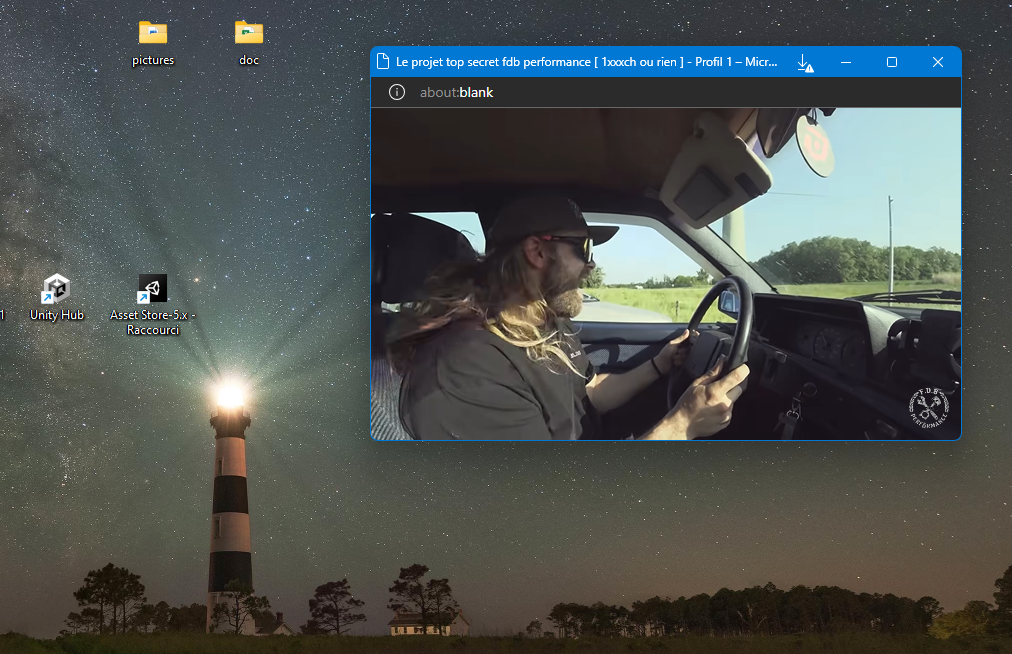 pictures
doc
Le projet top secret fdb performance [ 1xxxch ou rien ] - Profil 1 – Micr...
about:blank
1
Unity Hub
Asset Store-5.x -
Raccourci
F.D.B
PERFORMANCE